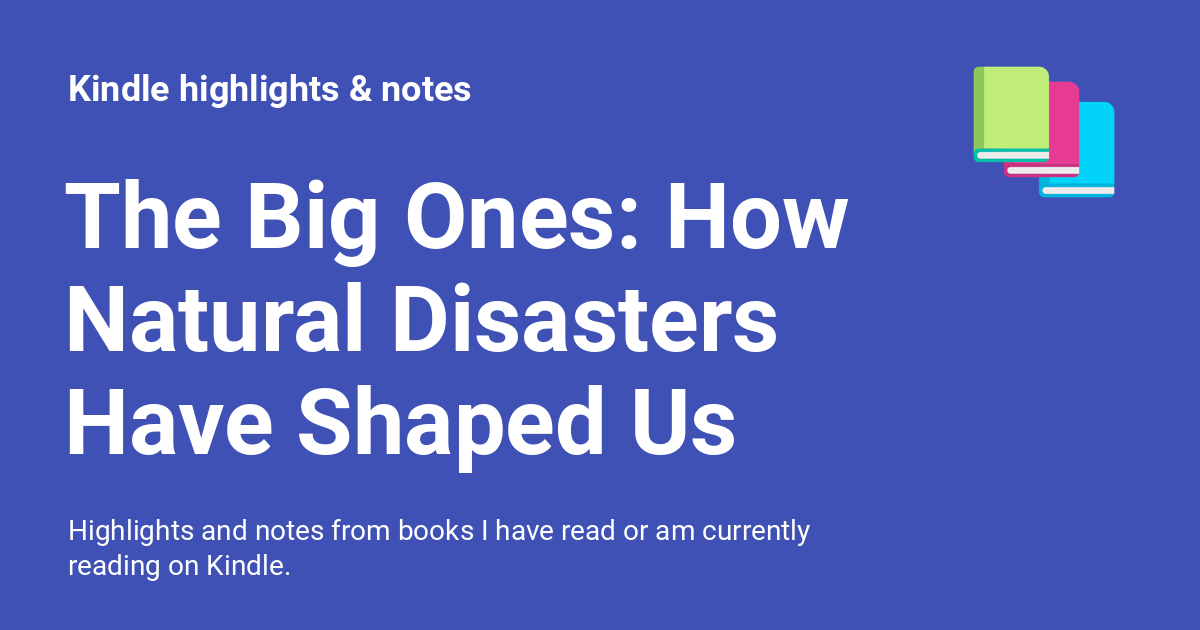 Kindle highlights & notes
The Big Ones: How
Natural Disasters
Have Shaped Us
Highlights and notes from books I have read or am currently
reading on Kindle.